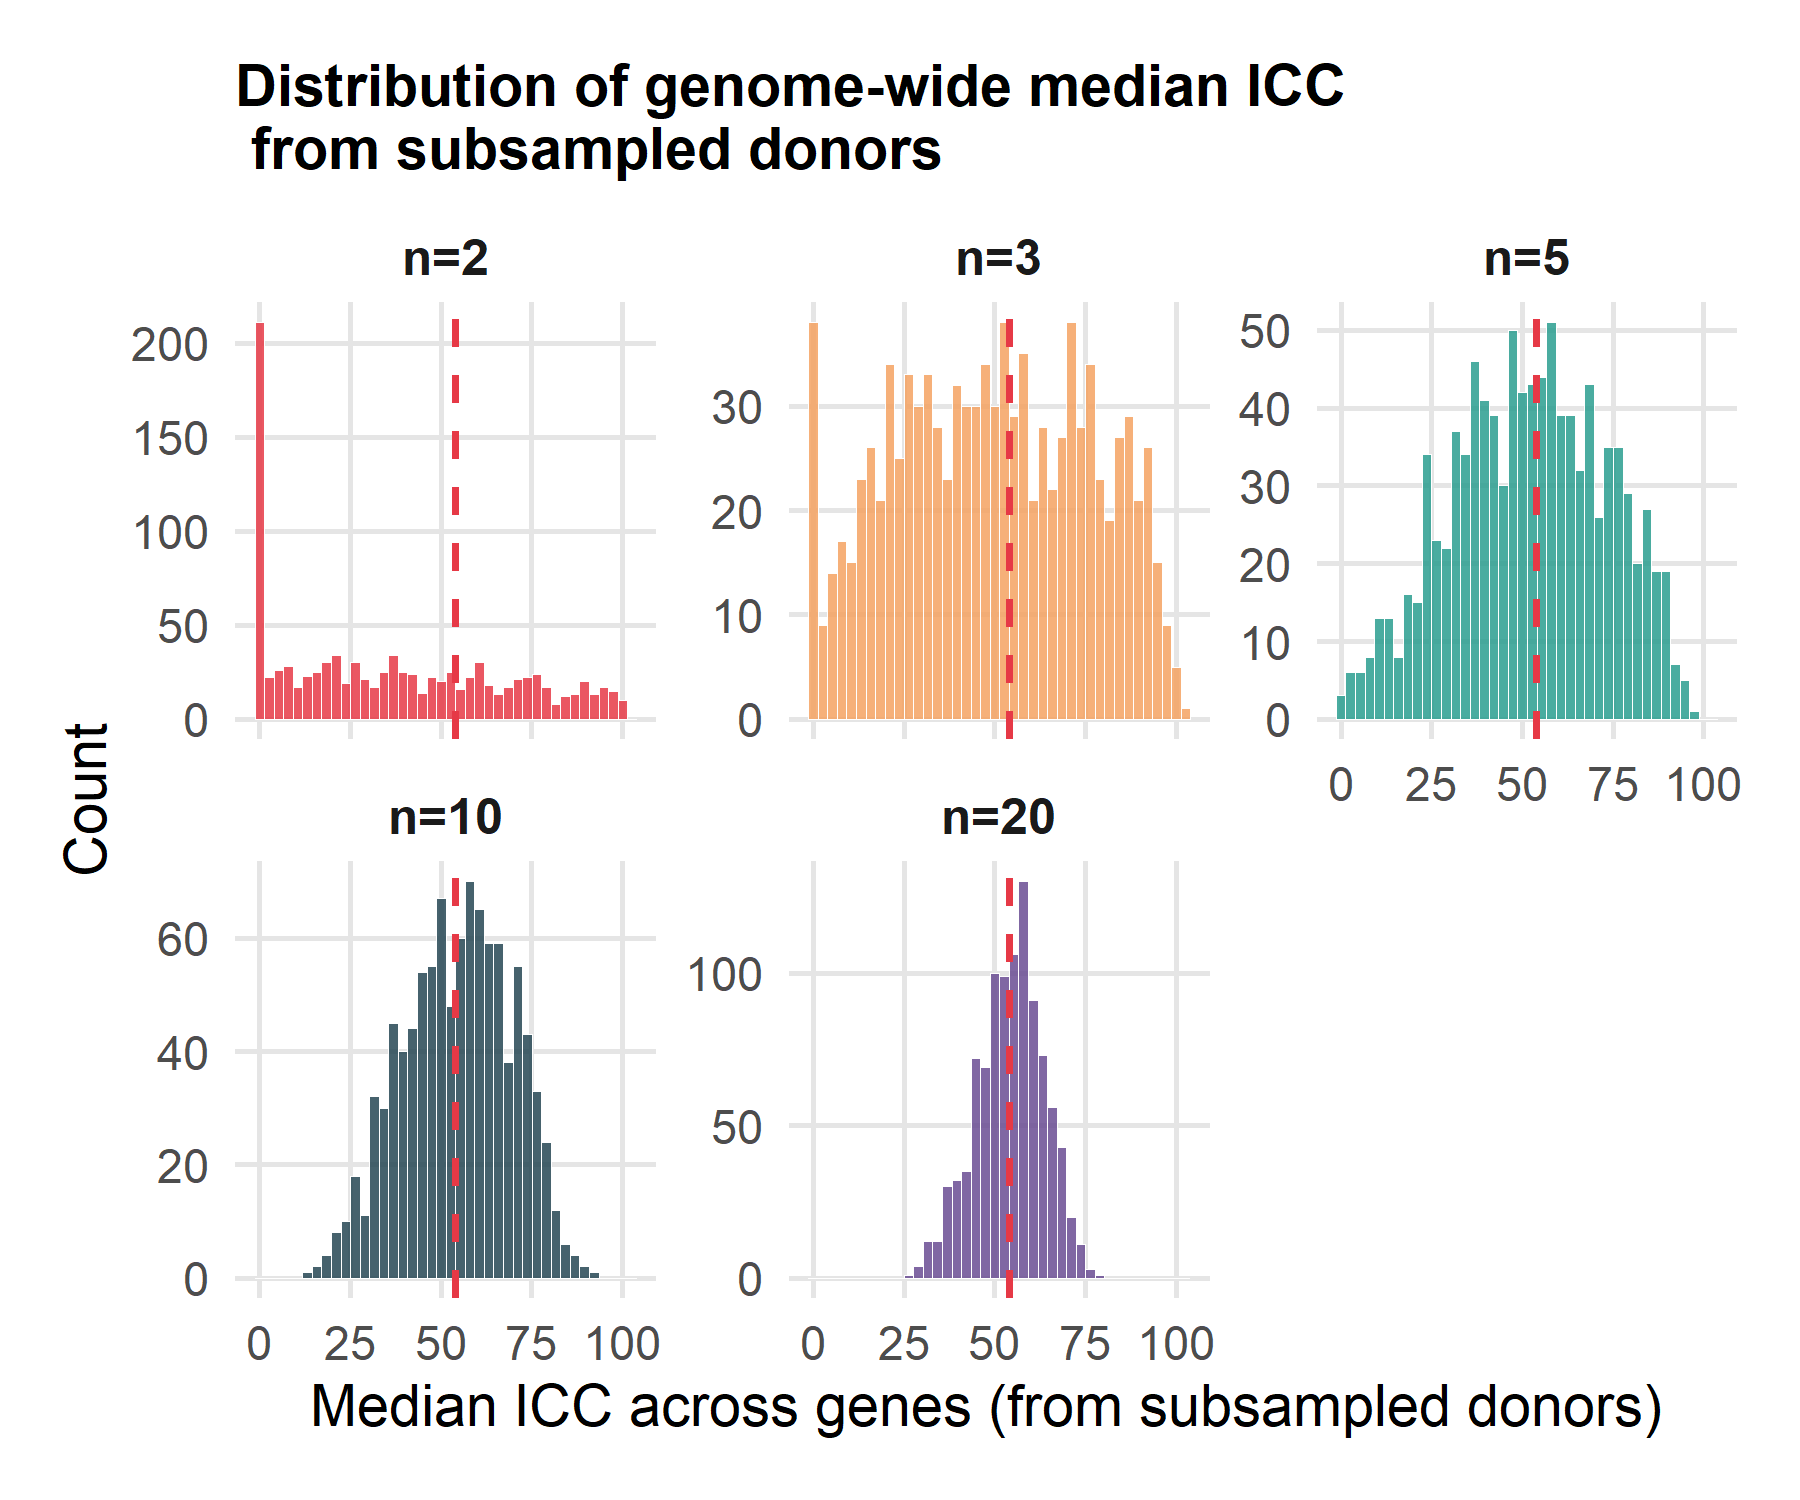 Distribution of genome-wide median ICC
from subsampled donors
n=2
n=3
n=5
200
150
100
50
0
30
20
10
0
50
40
30
20
10
0
0 25 50 75 100
Count
n=10
n=20
60
40
20
0
100
50
0
0 25 50 75 100
0 25 50 75 100
Median ICC across genes (from subsampled donors)